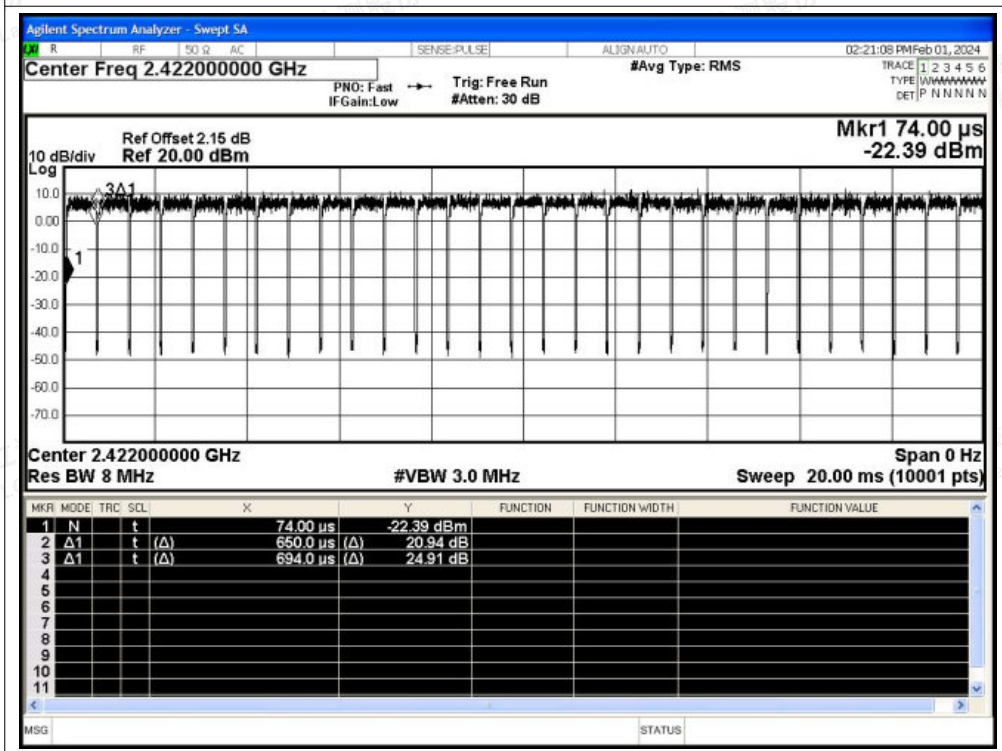 Agilent Spectrum Analyzer - Swept SA
LXI R RF 50 Ω AC SENSE:PULSE ALIGNAUTO 02:21:08 PMFeb 01, 2024
Center Freq 2.422000000 GHz #Avg Type: RMS TRACE 1 2 3 4 5 6
PNO: Fast Trig: Free Run TYPE WWWWWW
IFGain:Low #Atten: 30 dB DET P N N N N N
Mkr1 74.00 µs
Ref Offset 2.15 dB
10 dB/div Ref 20.00 dBm -22.39 dBm
Log
10.0
3Δ1
0.00
-10.0
1
-20.0
-30.0
-40.0
-50.0
-60.0
-70.0
Center 2.422000000 GHz Span 0 Hz
Res BW 8 MHz #VBW 3.0 MHz Sweep 20.00 ms (10001 pts)
MKR MODE TRC SCL X Y FUNCTION FUNCTION WIDTH FUNCTION VALUE
1 N t 74.00 µs -22.39 dBm
2 Δ1 t (Δ) 650.0 µs (Δ) 20.94 dB
3 Δ1 t (Δ) 694.0 µs (Δ) 24.91 dB
4
5
6
7
8
9
10
11
MSG STATUS